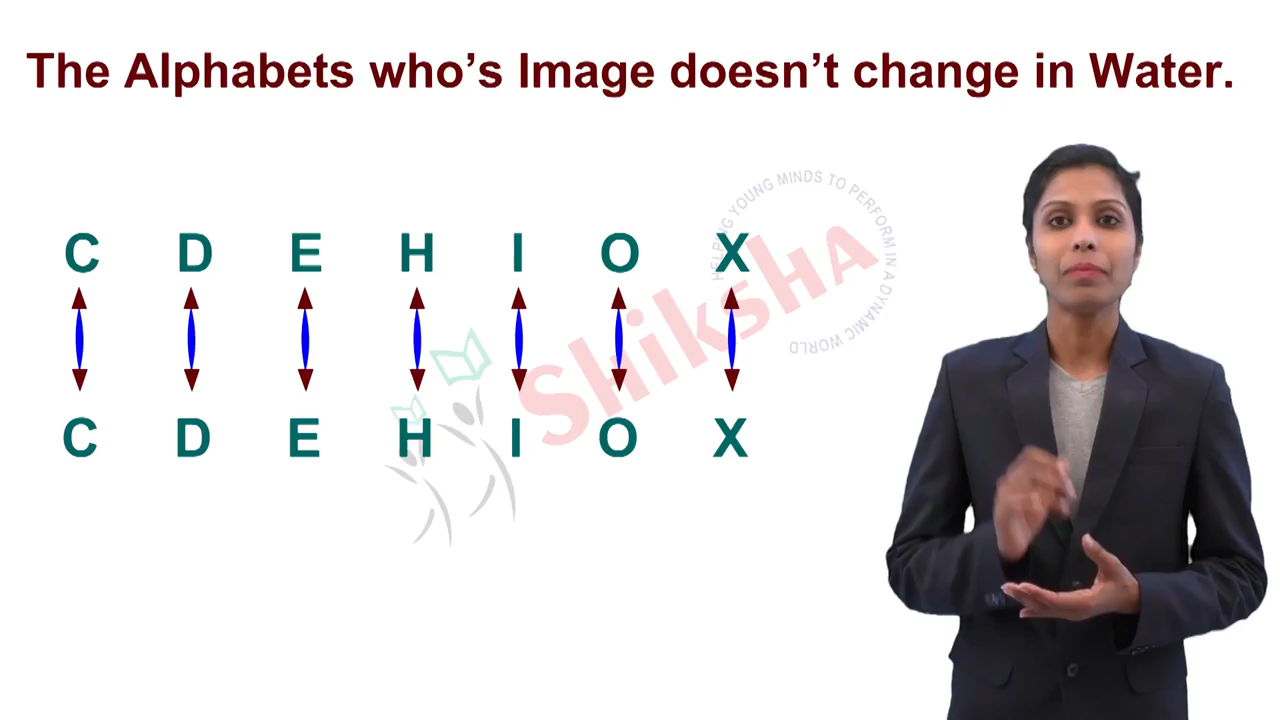 The Alphabets who's Image doesn't change in Water.
C D E H I O X
C D E H I O X
HELPING YOUNG MINDS TO PERFORM IN A DYNAMIC WORLD
SHikSHA